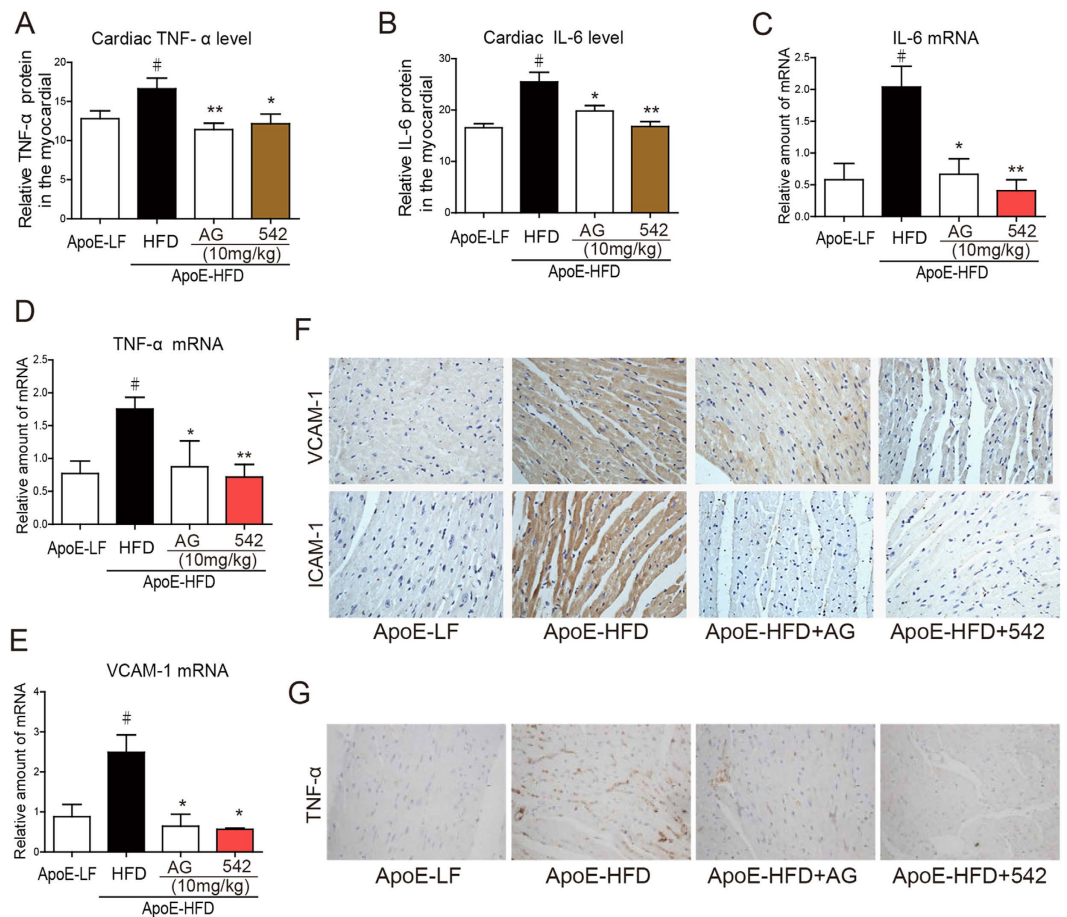 A
Cardiac TNF- α level
Relative TNF-α protein
in the myocardial
20
15
10
5
0
#
**
*
ApoE-LF
HFD
AG
542
(10mg/kg)
ApoE-HFD
B
Cardiac IL-6 level
Relative IL-6 protein
in the myocardial
30
20
10
0
#
*
**
ApoE-LF
HFD
AG
542
(10mg/kg)
ApoE-HFD
C
IL-6 mRNA
Relative amount of mRNA
2.5
2.0
1.5
1.0
0.5
0.0
#
*
**
ApoE-LF
HFD
AG
542
(10mg/kg)
ApoE-HFD
D
TNF-α mRNA
Relative amount of mRNA
2.5
2.0
1.5
1.0
0.5
0.0
#
*
**
ApoE-LF
HFD
AG
542
(10mg/kg)
ApoE-HFD
E
VCAM-1 mRNA
Relative amount of mRNA
4
3
2
1
0
#
*
*
ApoE-LF
HFD
AG
542
(10mg/kg)
ApoE-HFD
F
VCAM-1
ICAM-1
ApoE-LF
ApoE-HFD
ApoE-HFD+AG
ApoE-HFD+542
G
TNF-α
ApoE-LF
ApoE-HFD
ApoE-HFD+AG
ApoE-HFD+542